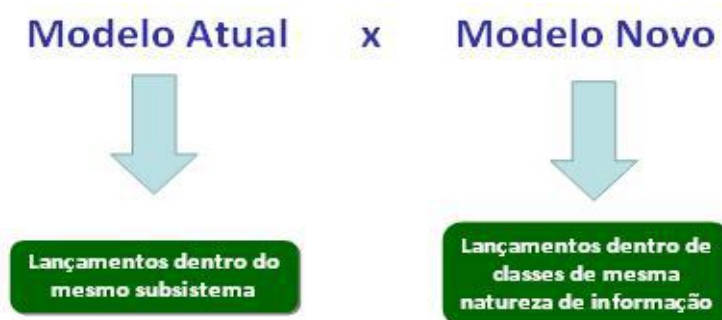 Modelo Atual x Modelo Novo
Lançamentos dentro do
mesmo subsistema
Lançamentos dentro de
classes de mesma
natureza de informação